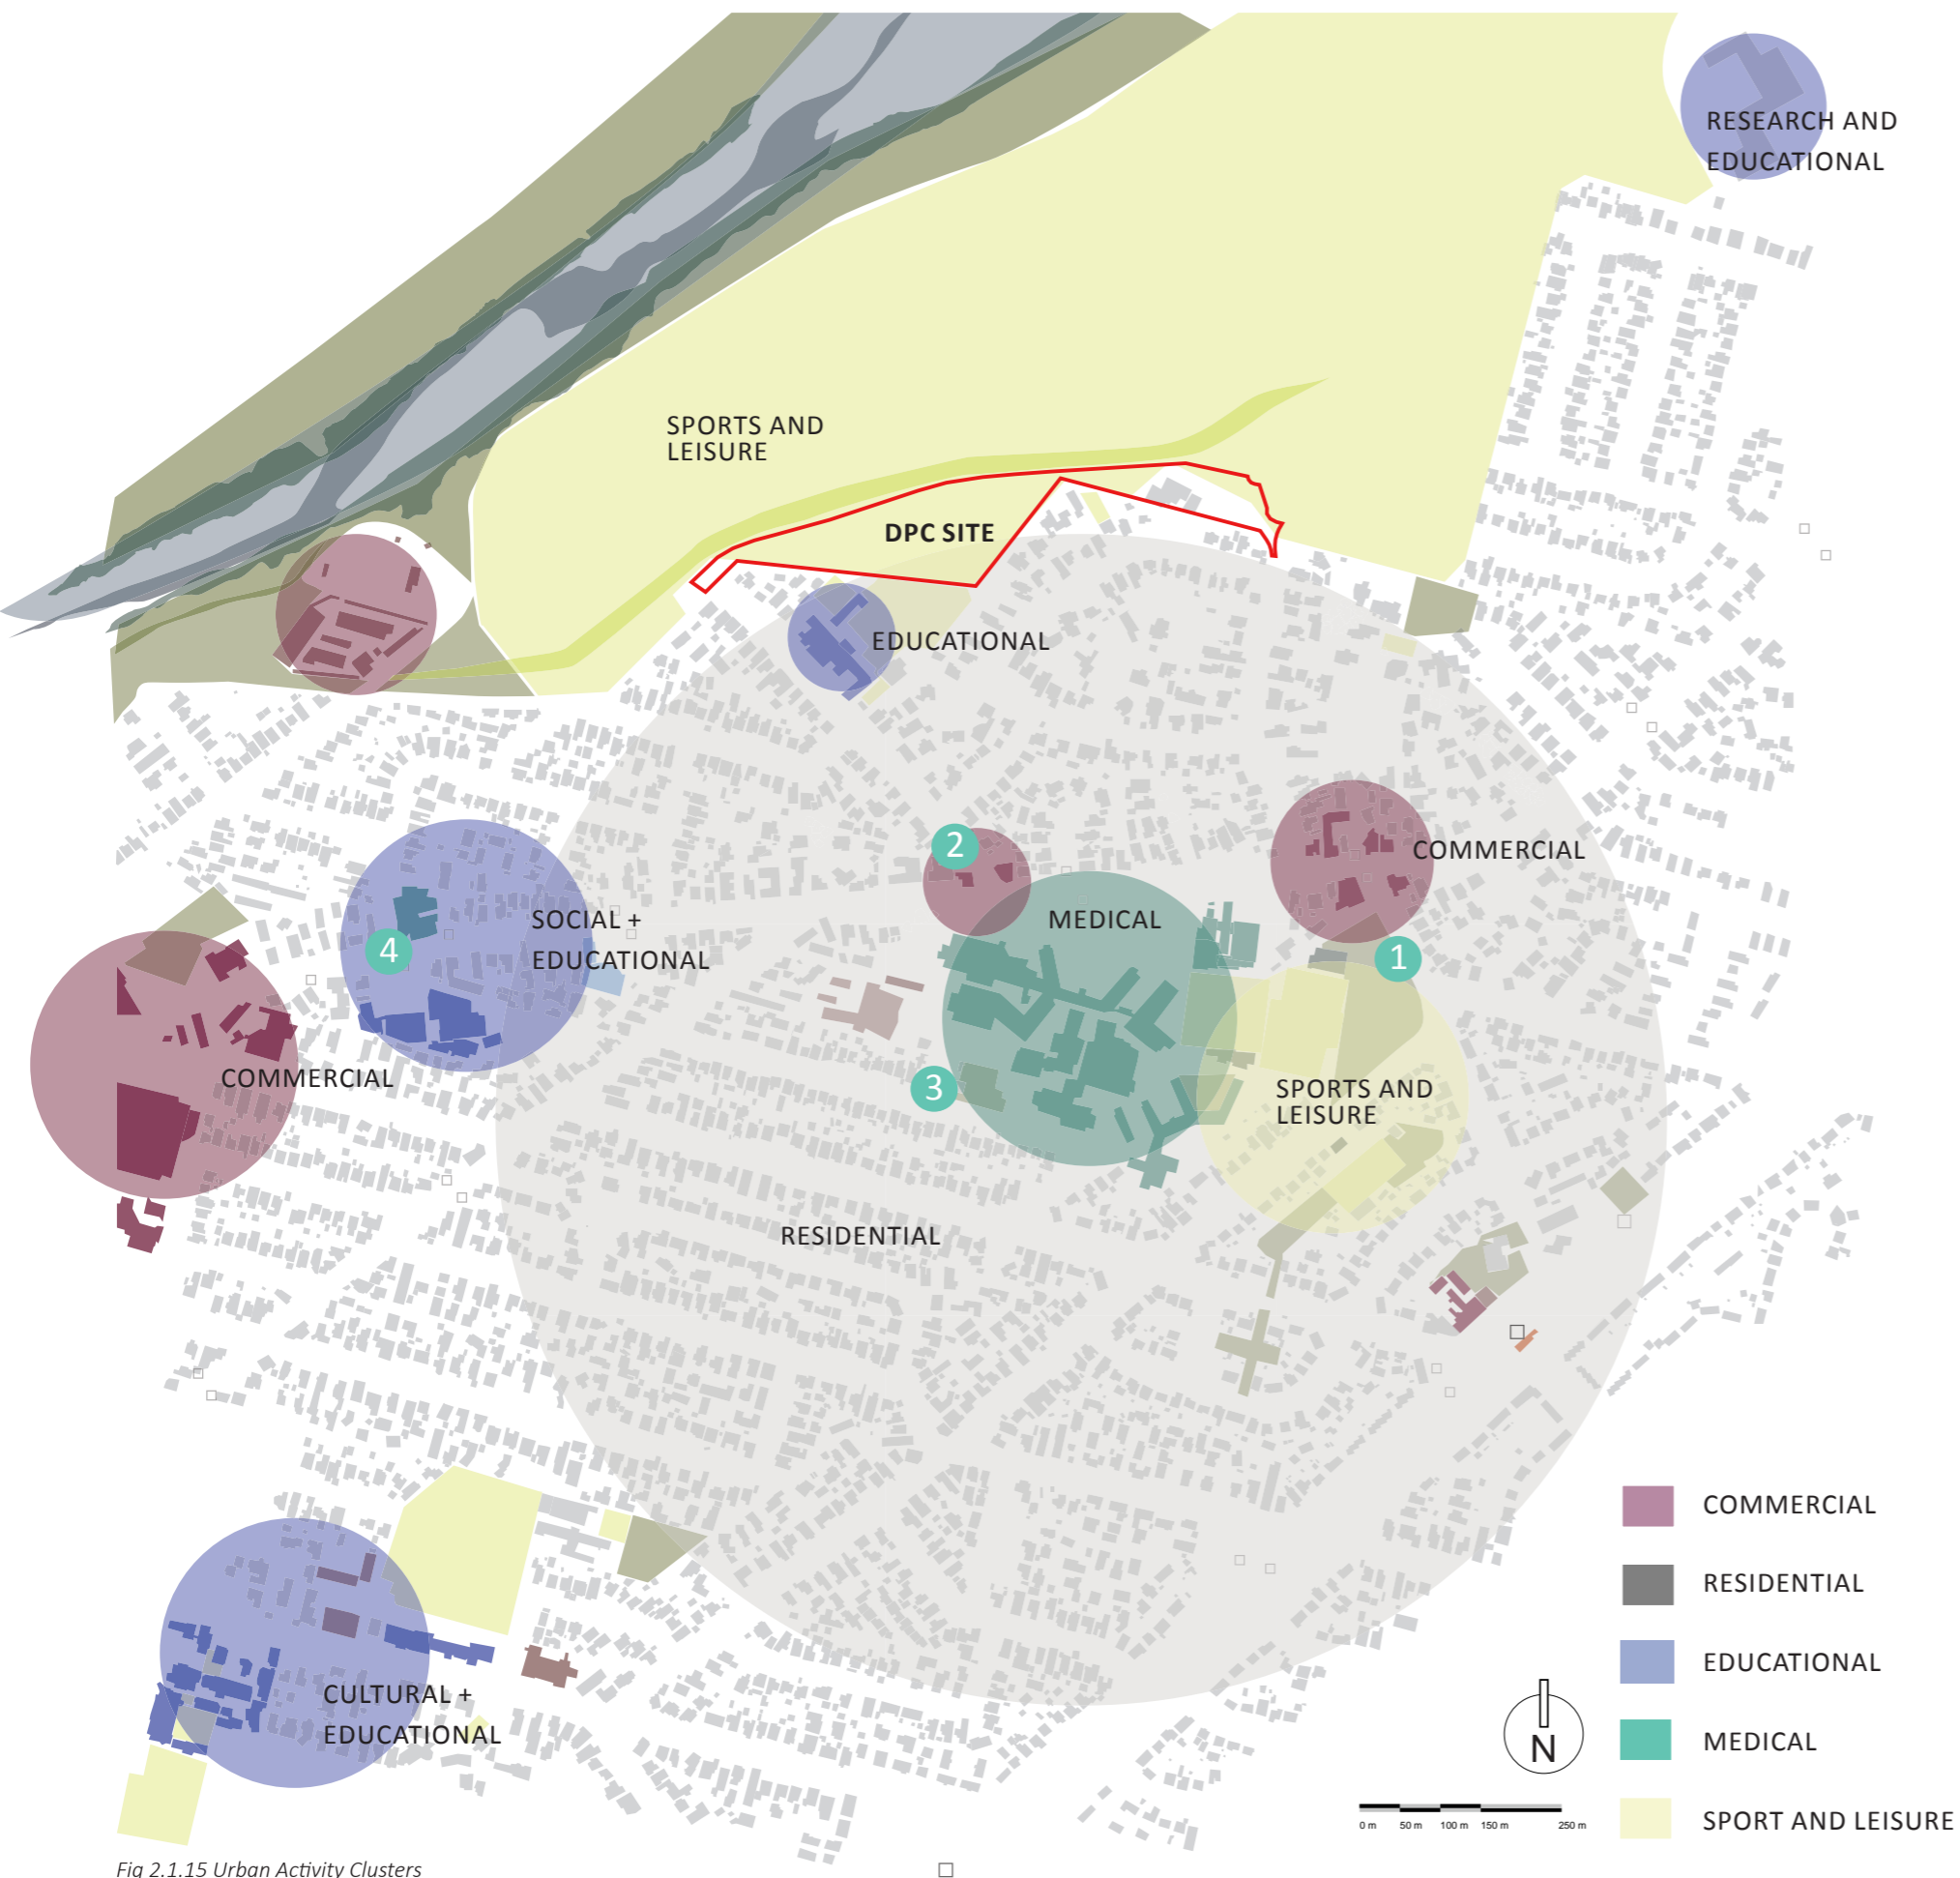 RESEARCH AND
EDUCATIONAL
SPORTS AND
LEISURE
DPC SITE
EDUCATIONAL
2
COMMERCIAL
SOCIAL +
EDUCATIONAL
MEDICAL
4
1
COMMERCIAL
3
SPORTS AND
LEISURE
RESIDENTIAL
CULTURAL +
EDUCATIONAL
COMMERCIAL
RESIDENTIAL
EDUCATIONAL
MEDICAL
SPORT AND LEISURE
N
0 m 50 m 100 m 150 m 250 m
Fig 2.1.15 Urban Activity Clusters